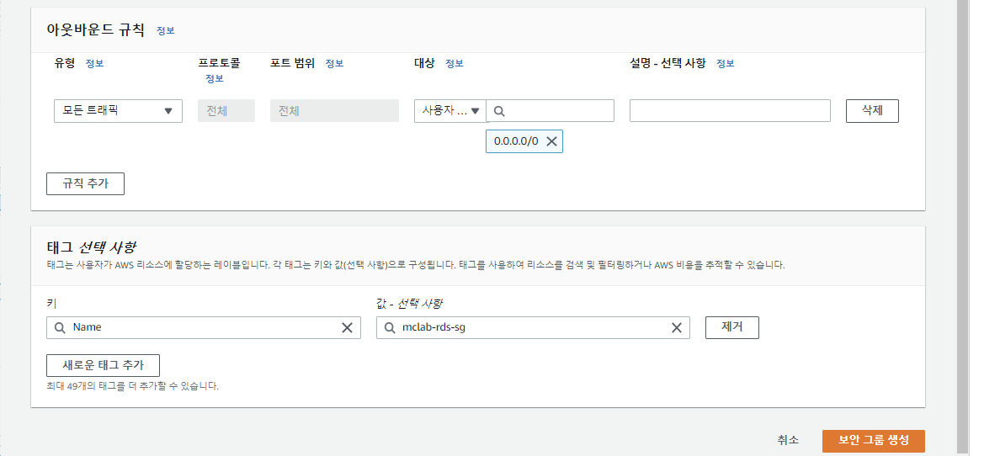 아웃바운드 규칙 정보
유형 정보 프로토콜 정보 포트 범위 정보 대상 정보 설명 - 선택 사항 정보
모든 트래픽 전체 전체 사용자 ... 삭제
0.0.0.0/0
규칙 추가
태그 선택 사항
태그는 사용자가 AWS 리소스에 할당하는 레이블입니다. 각 태그는 키와 값(선택 사항)으로 구성됩니다. 태그를 사용하여 리소스를 검색 및 필터링하거나 AWS 비용을 추적할 수 있습니다.
키 값 - 선택 사항
Name mclab-rds-sg 제거
새로운 태그 추가
최대 49개의 태그를 더 추가할 수 있습니다.
취소 보안 그룹 생성